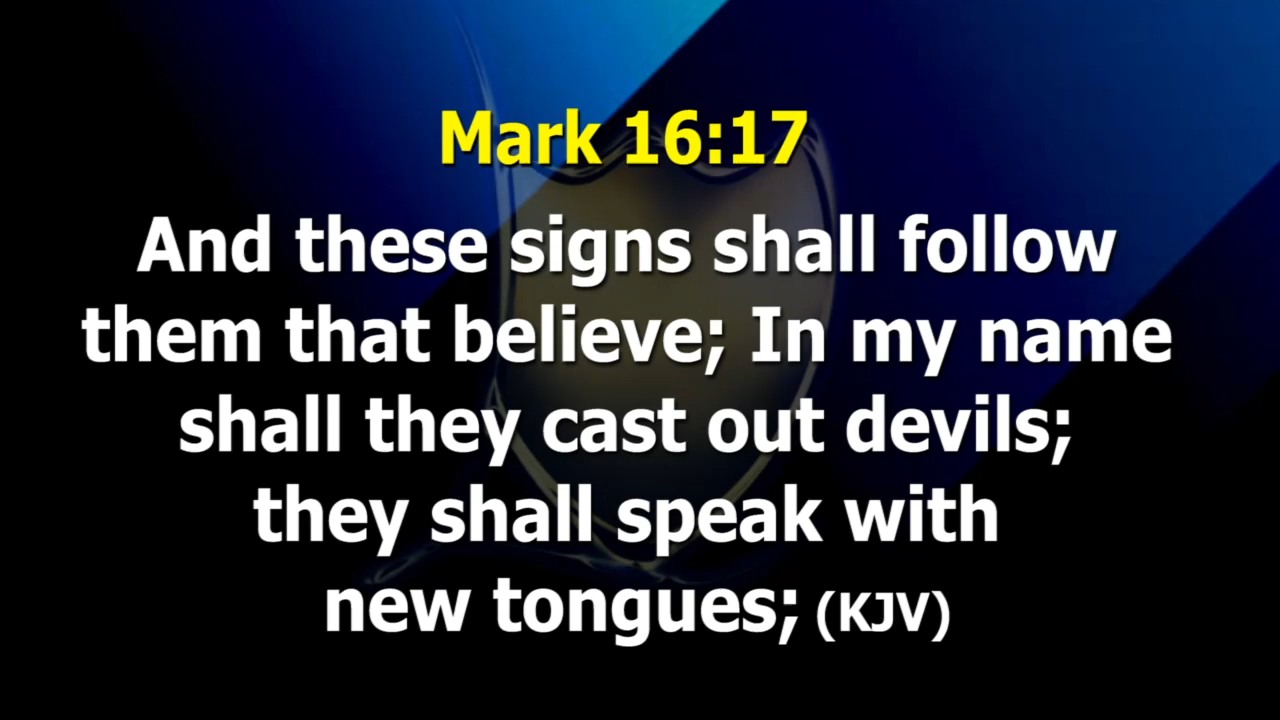 Mark 16:17
And these signs shall follow
them that believe; In my name
shall they cast out devils;
they shall speak with
new tongues; (KJV)